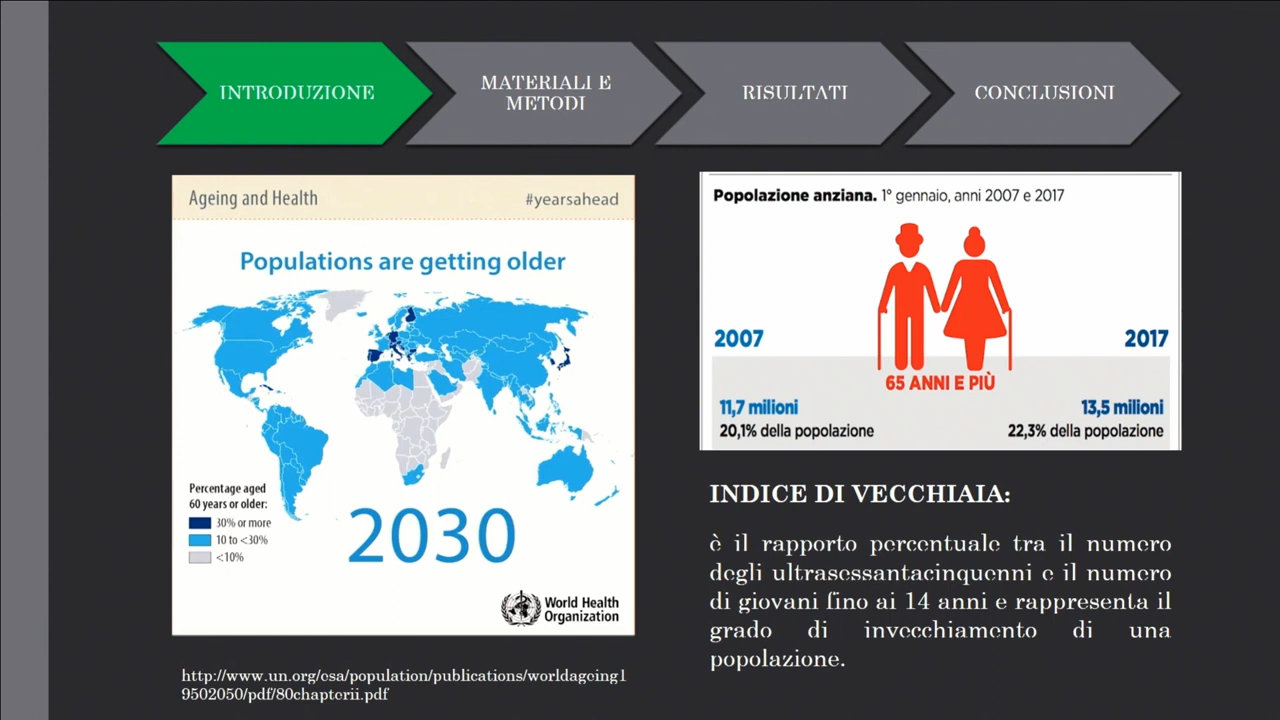 INTRODUZIONE
MATERIALI E
METODI
RISULTATI
CONCLUSIONI
Ageing and Health
#yearsahead
Populations are getting older
Percentage aged
60 years or older:
30% or more
10 to <30%
<10%
2030
World Health
Organization
http://www.un.org/esa/population/publications/worldageing1
9502050/pdf/80chapterii.pdf
Popolazione anziana. 1° gennaio, anni 2007 e 2017
2007
2017
65 ANNI E PIÙ
11,7 milioni
13,5 milioni
20,1% della popolazione
22,3% della popolazione
INDICE DI VECCHIAIA:
è il rapporto percentuale tra il numero
degli ultrasessantacinquenni e il numero
di giovani fino ai 14 anni e rappresenta il
grado di invecchiamento di una
popolazione.